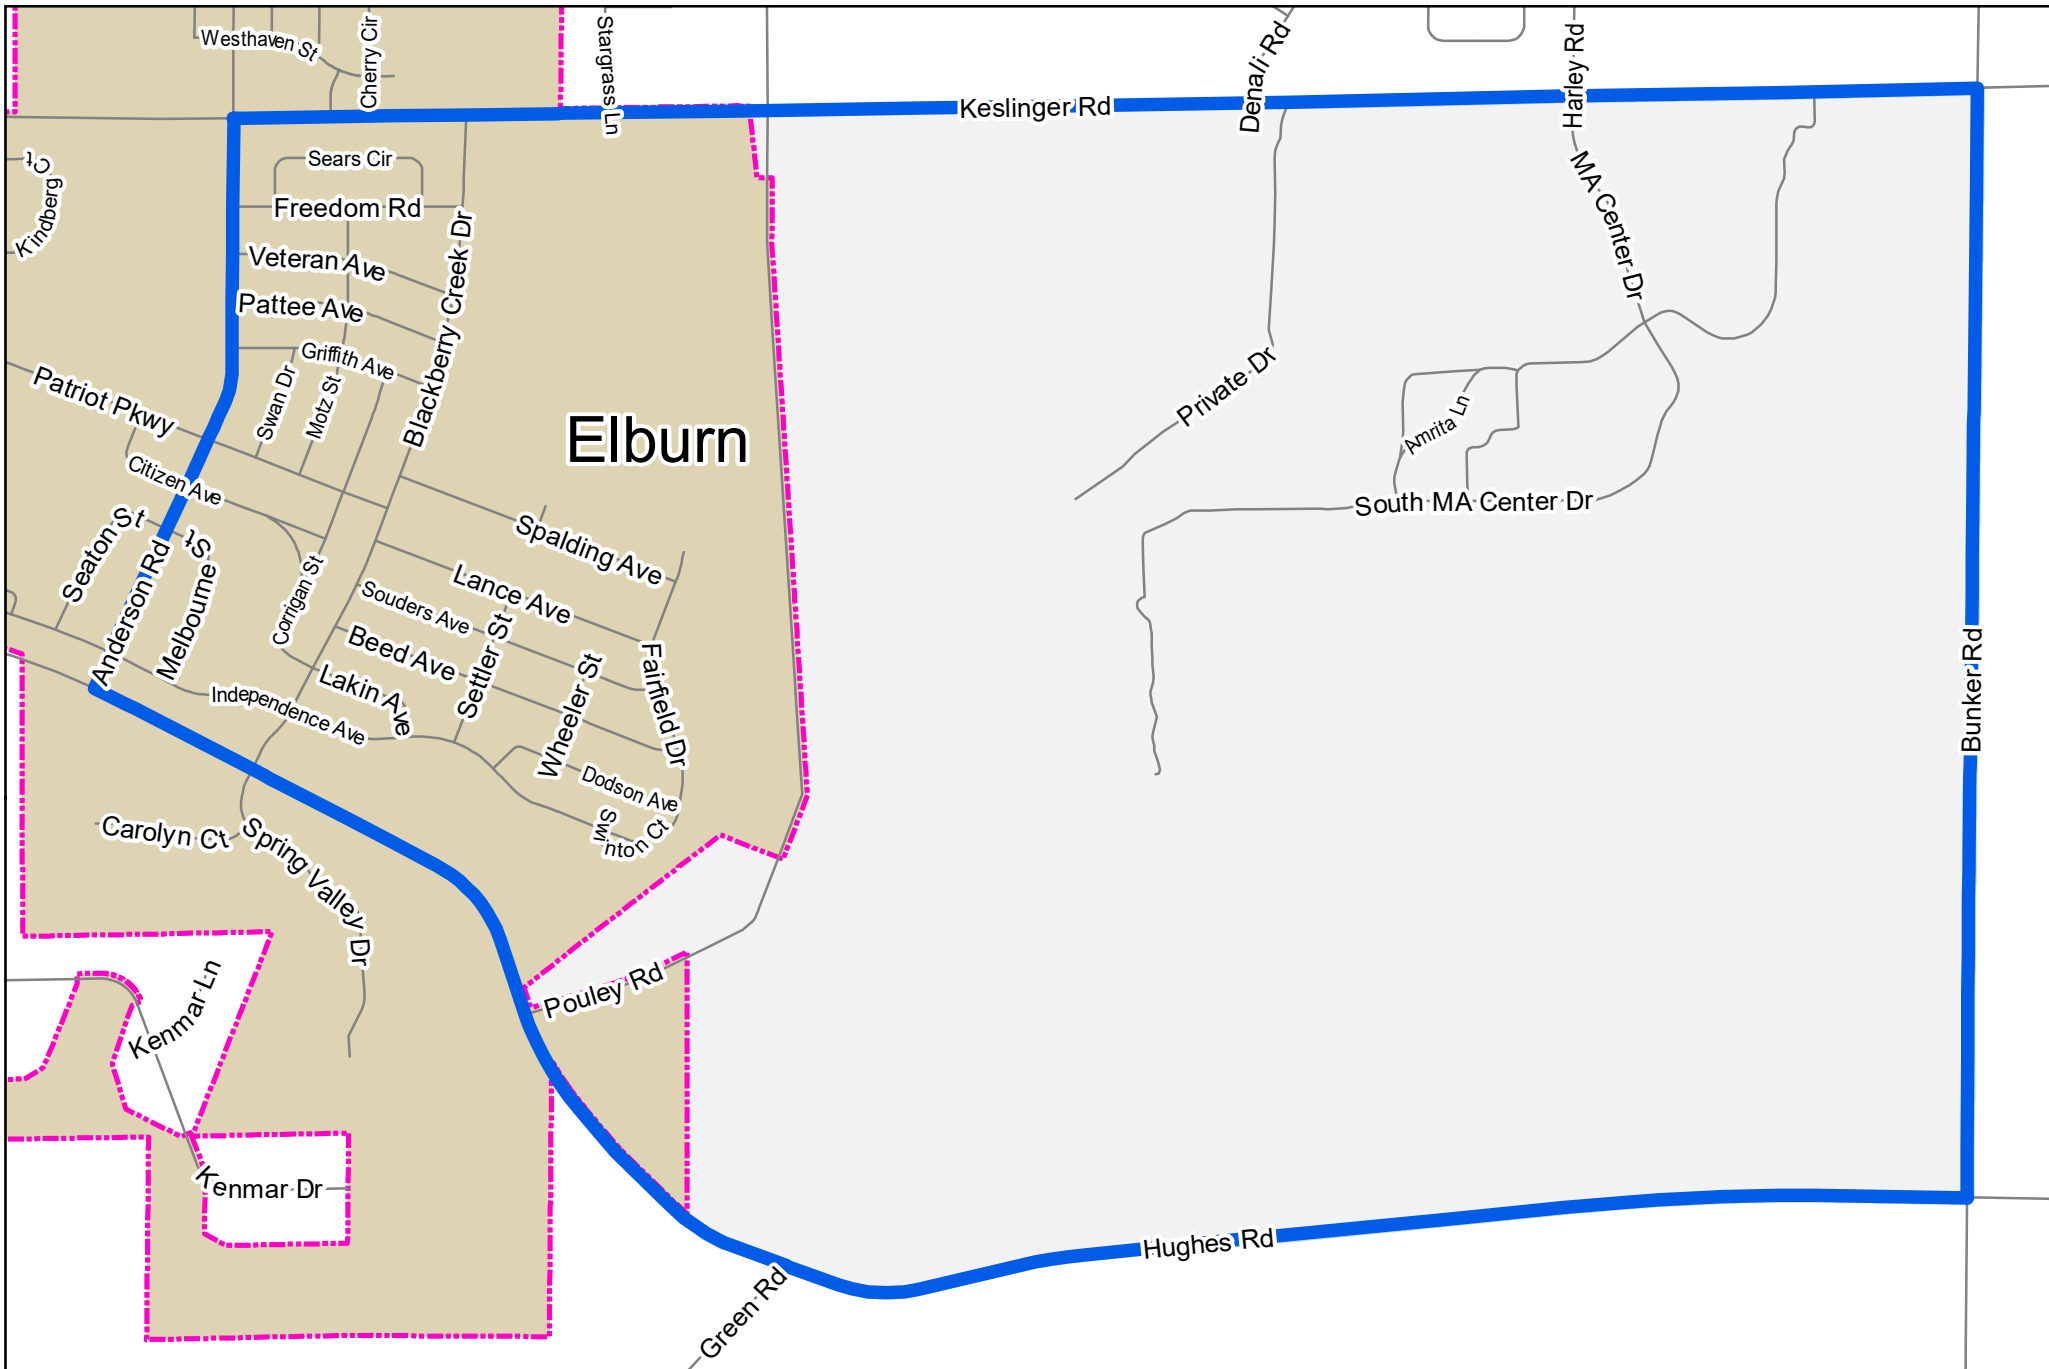 Westhaven St
Cherry Cir
Stargrass Ln
Denali Rd
Harley Rd
Keslinger Rd
Kindberg Ct
Sears Cir
Freedom Rd
MA Center Dr
Veteran Ave
Blackberry Creek Dr
Pattee Ave
Griffith Ave
Patriot Pkwy
Swan Dr
Motz St
Private Dr
Elburn
Amrita Ln
Citizen Ave
South MA Center Dr
Seaton St
Melbourne St
Spalding Ave
Anderson Rd
Corrigan St
Lance Ave
Souders Ave
Beed Ave
Settler St
Wheeler St
Fairfield Dr
Bunker Rd
Lakin Ave
Independence Ave
Dodson Ave
Swinton Ct
Carolyn Ct
Spring Valley Dr
Pouley Rd
Kenmar Ln
Kenmar Dr
Hughes Rd
Green Rd